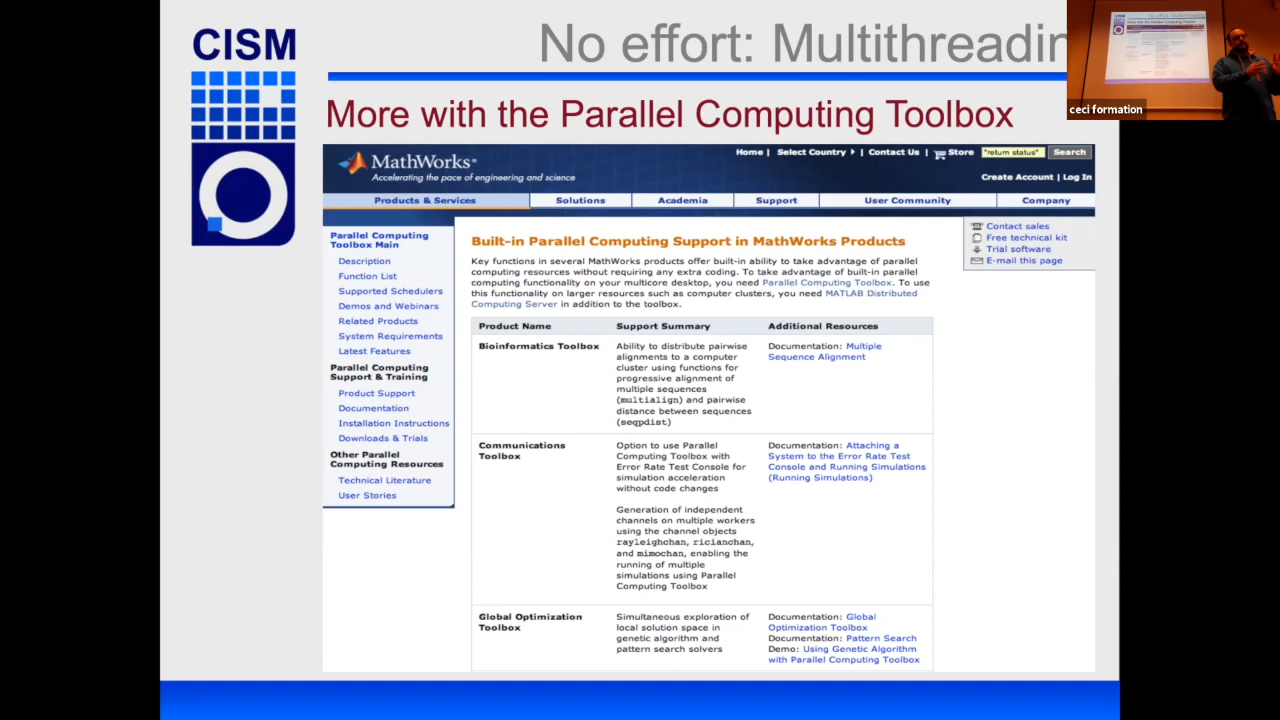 CISM
No effort: Multithreadin
ceci formation
More with the Parallel Computing Toolbox
MathWorks
Accelerating the pace of engineering and science
Home | Select Country | Contact Us | Store "return status" Search
Create Account | Log In
Products & Services Solutions Academia Support User Community Company
Parallel Computing
Toolbox Main
Description
Function List
Supported Schedulers
Demos and Webinars
Related Products
System Requirements
Latest Features
Parallel Computing
Support & Training
Product Support
Documentation
Installation Instructions
Downloads & Trials
Other Parallel
Computing Resources
Technical Literature
User Stories
Built-in Parallel Computing Support in MathWorks Products
Key functions in several MathWorks products offer built-in ability to take advantage of parallel
computing resources without requiring any extra coding. To take advantage of built-in parallel
computing functionality on your multicore desktop, you need Parallel Computing Toolbox. To use
this functionality on larger resources such as computer clusters, you need MATLAB Distributed
Computing Server in addition to the toolbox.
Product Name Support Summary Additional Resources
Bioinformatics Toolbox
Ability to distribute pairwise
alignments to a computer
cluster using functions for
progressive alignment of
multiple sequences
(multialign) and pairwise
distance between sequences
(seqpdist)
Documentation: Multiple
Sequence Alignment
Communications
Toolbox
Option to use Parallel
Computing Toolbox with
Error Rate Test Console for
simulation acceleration
without code changes
Generation of independent
channels on multiple workers
using the channel objects
rayleighchan, ricianchan,
and mimochan, enabling the
running of multiple
simulations using Parallel
Computing Toolbox
Documentation: Attaching a
System to the Error Rate Test
Console and Running Simulations
(Running Simulations)
Global Optimization
Toolbox
Simultaneous exploration of
local solution space in
genetic algorithm and
pattern search solvers
Documentation: Global
Optimization Toolbox
Documentation: Pattern Search
Demo: Using Genetic Algorithm
with Parallel Computing Toolbox
Contact sales
Free technical kit
Trial software
E-mail this page